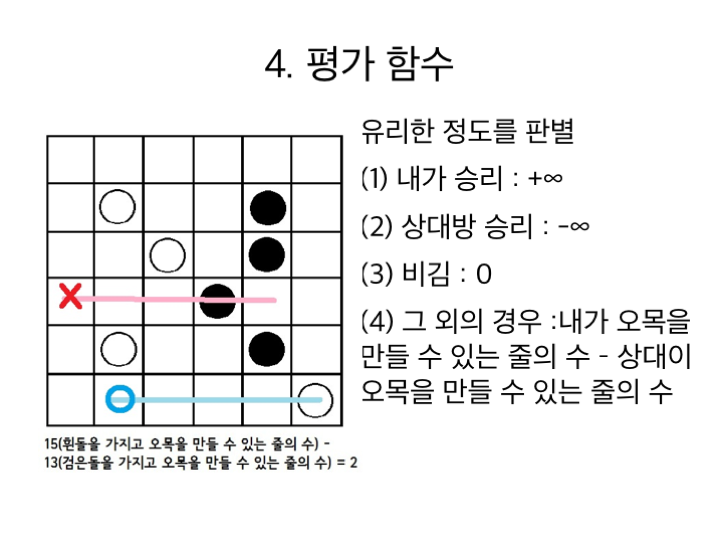 4. 평가 함수
유리한 정도를 판별
(1) 내가 승리 : +∞
(2) 상대방 승리 : -∞
(3) 비김 : 0
(4) 그 외의 경우 :내가 오목을
만들 수 있는 줄의 수 - 상대이
오목을 만들 수 있는 줄의 수
15(흰돌을 가지고 오목을 만들 수 있는 줄의 수) -
13(검은돌을 가지고 오목을 만들 수 있는 줄의 수) = 2